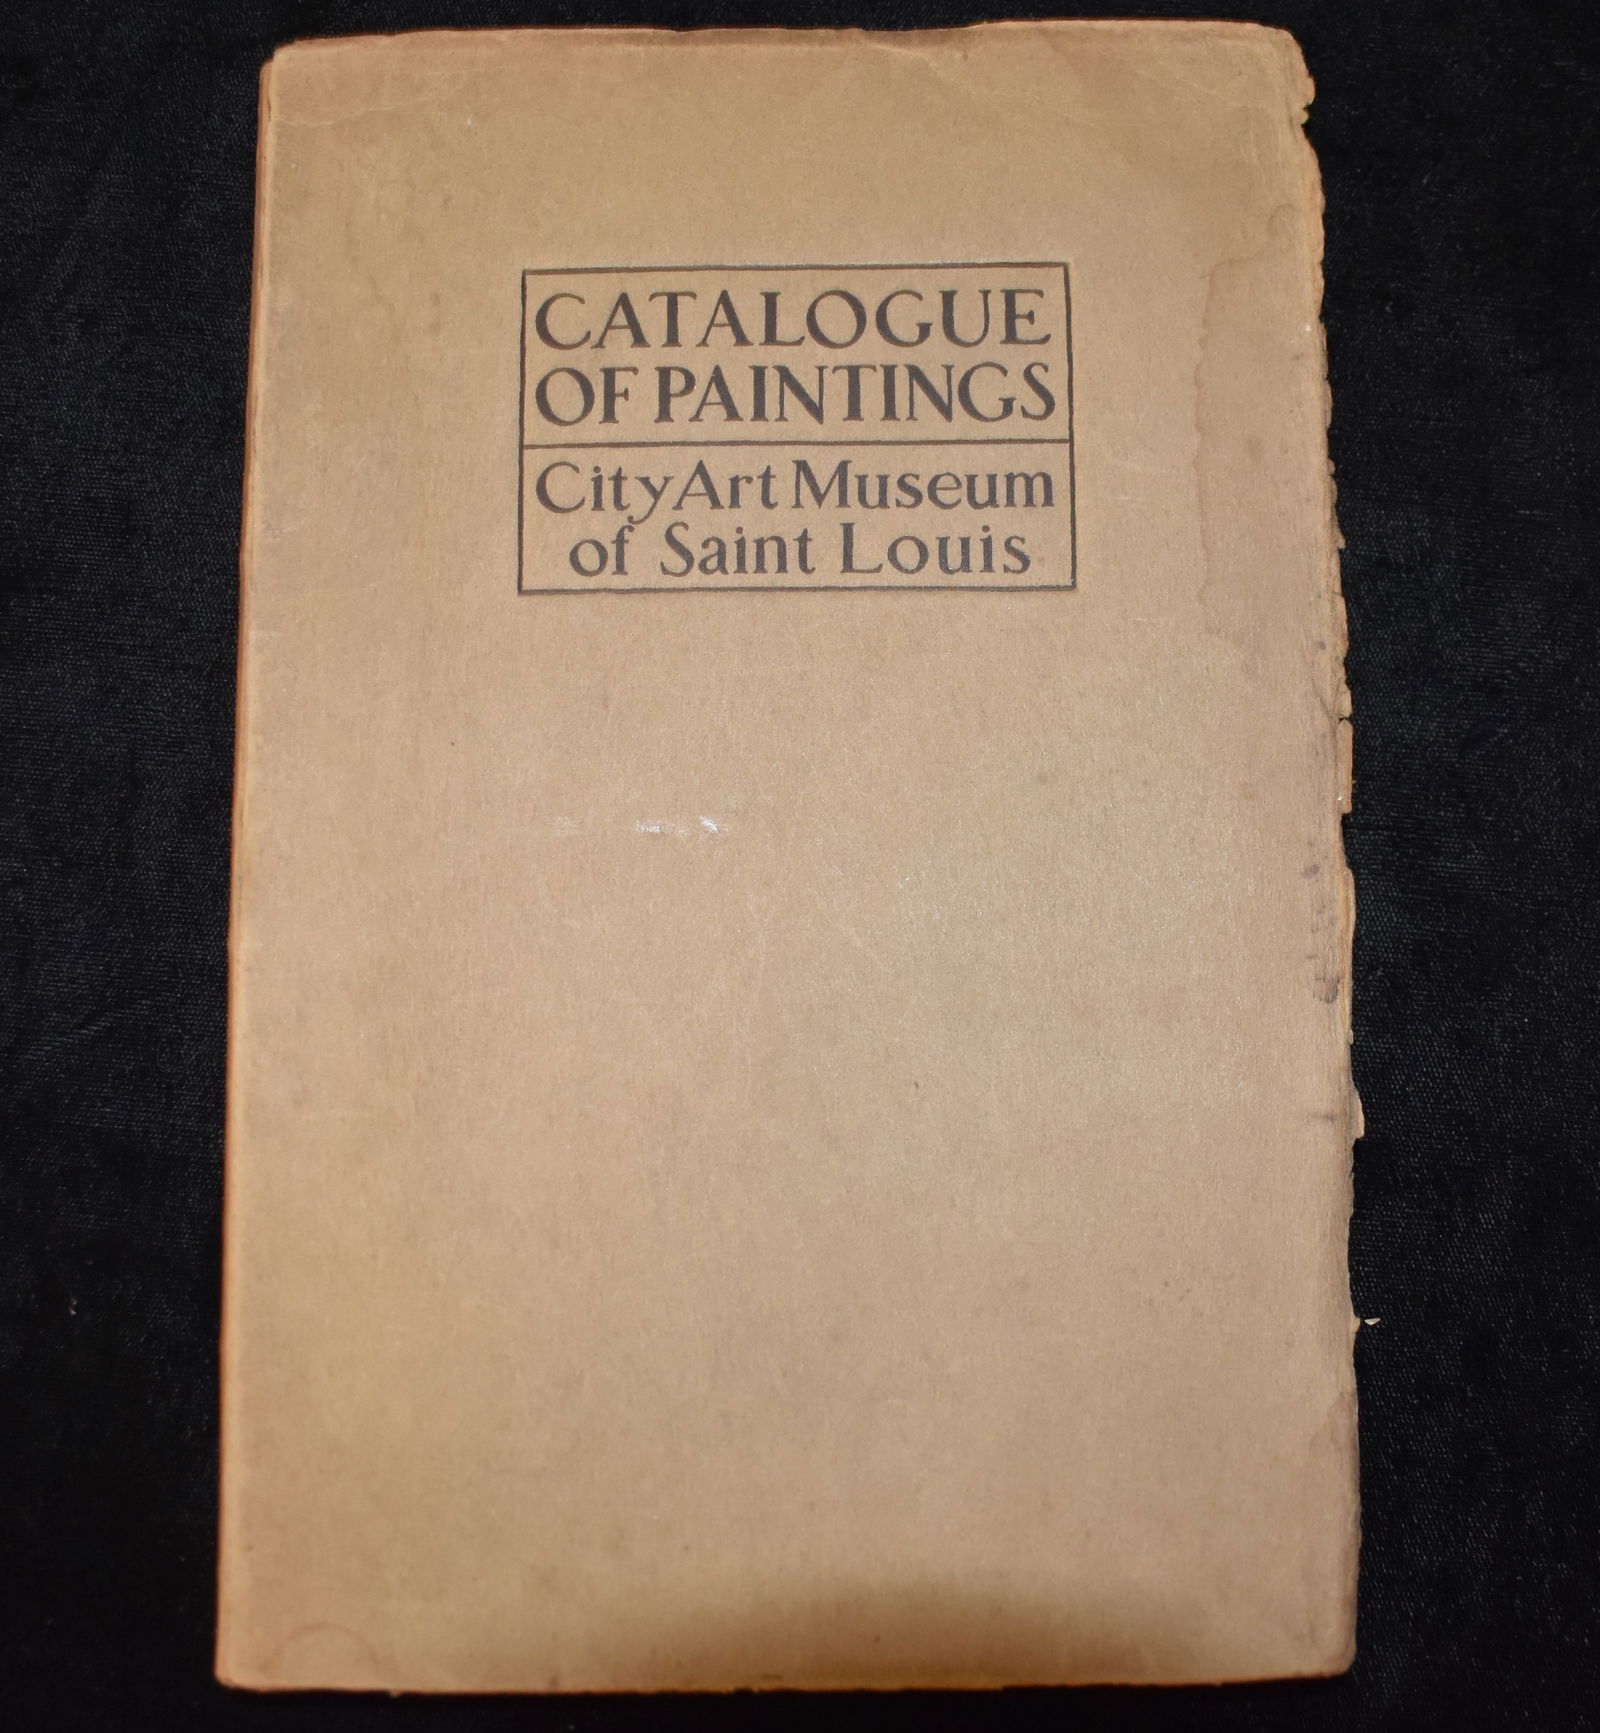 CATALOGUE
OF PAINTINGS
City Art Museum
of Saint Louis